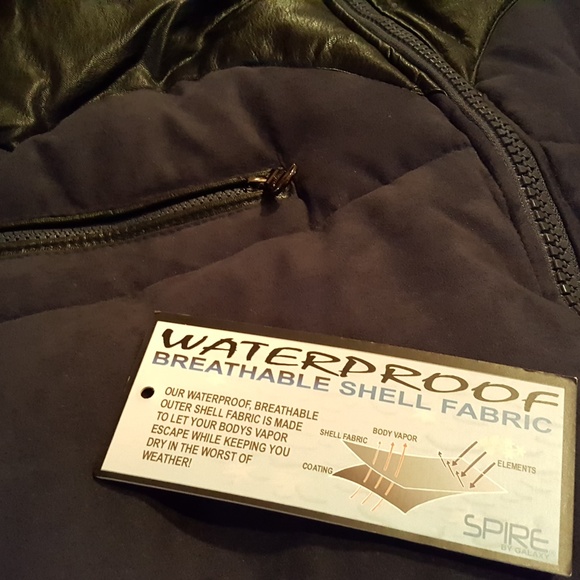 WATERPROOF
BREATHABLE SHELL FABRIC
OUR WATERPROOF, BREATHABLE
OUTER SHELL FABRIC IS MADE
TO LET YOUR BODYS VAPOR
ESCAPE WHILE KEEPING YOU
DRY IN THE WORST OF
WEATHER!
BODY VAPOR
SHELL FABRIC
ELEMENTS
COATING
SPIRE
BY GALAXY